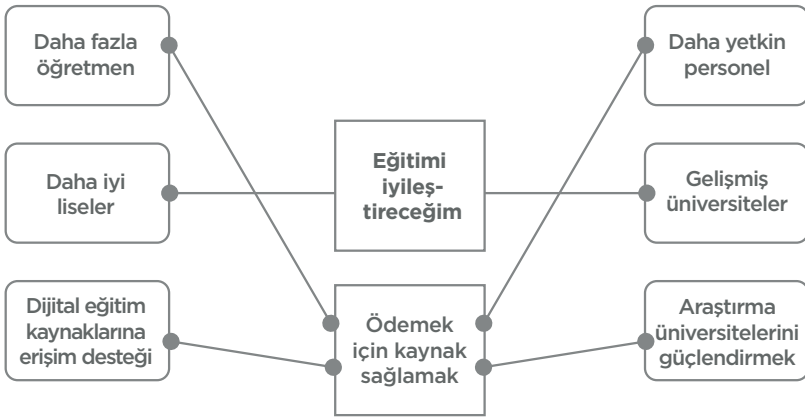 Daha fazla
öğretmen
Daha yetkin
personel
Eğitimi
iyileş-
tireceğim
Daha iyi
liseler
Gelişmiş
üniversiteler
Dijital eğitim
kaynaklarına
erişim desteği
Ödemek
için kaynak
sağlamak
Araştırma
üniversitelerini
güçlendirmek